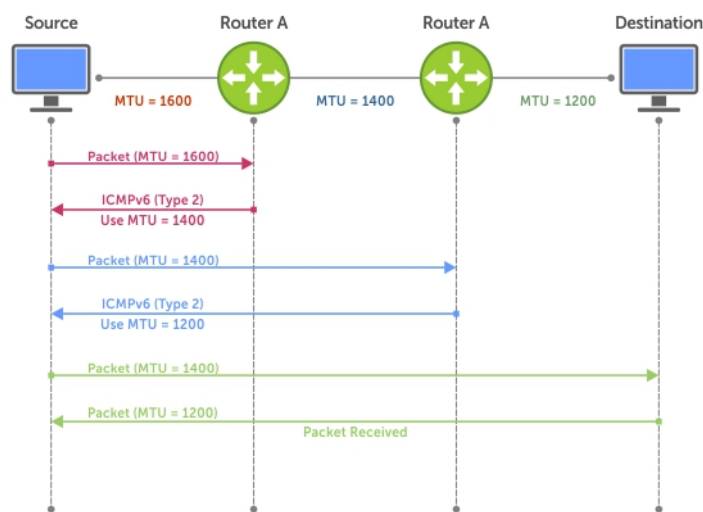 Source
Router A
Router A
Destination
MTU = 1600
MTU = 1400
MTU = 1200
Packet (MTU = 1600)
ICMPv6 (Type 2)
Use MTU = 1400
Packet (MTU = 1400)
ICMPv6 (Type 2)
Use MTU = 1200
Packet (MTU = 1400)
Packet (MTU = 1200)
Packet Received